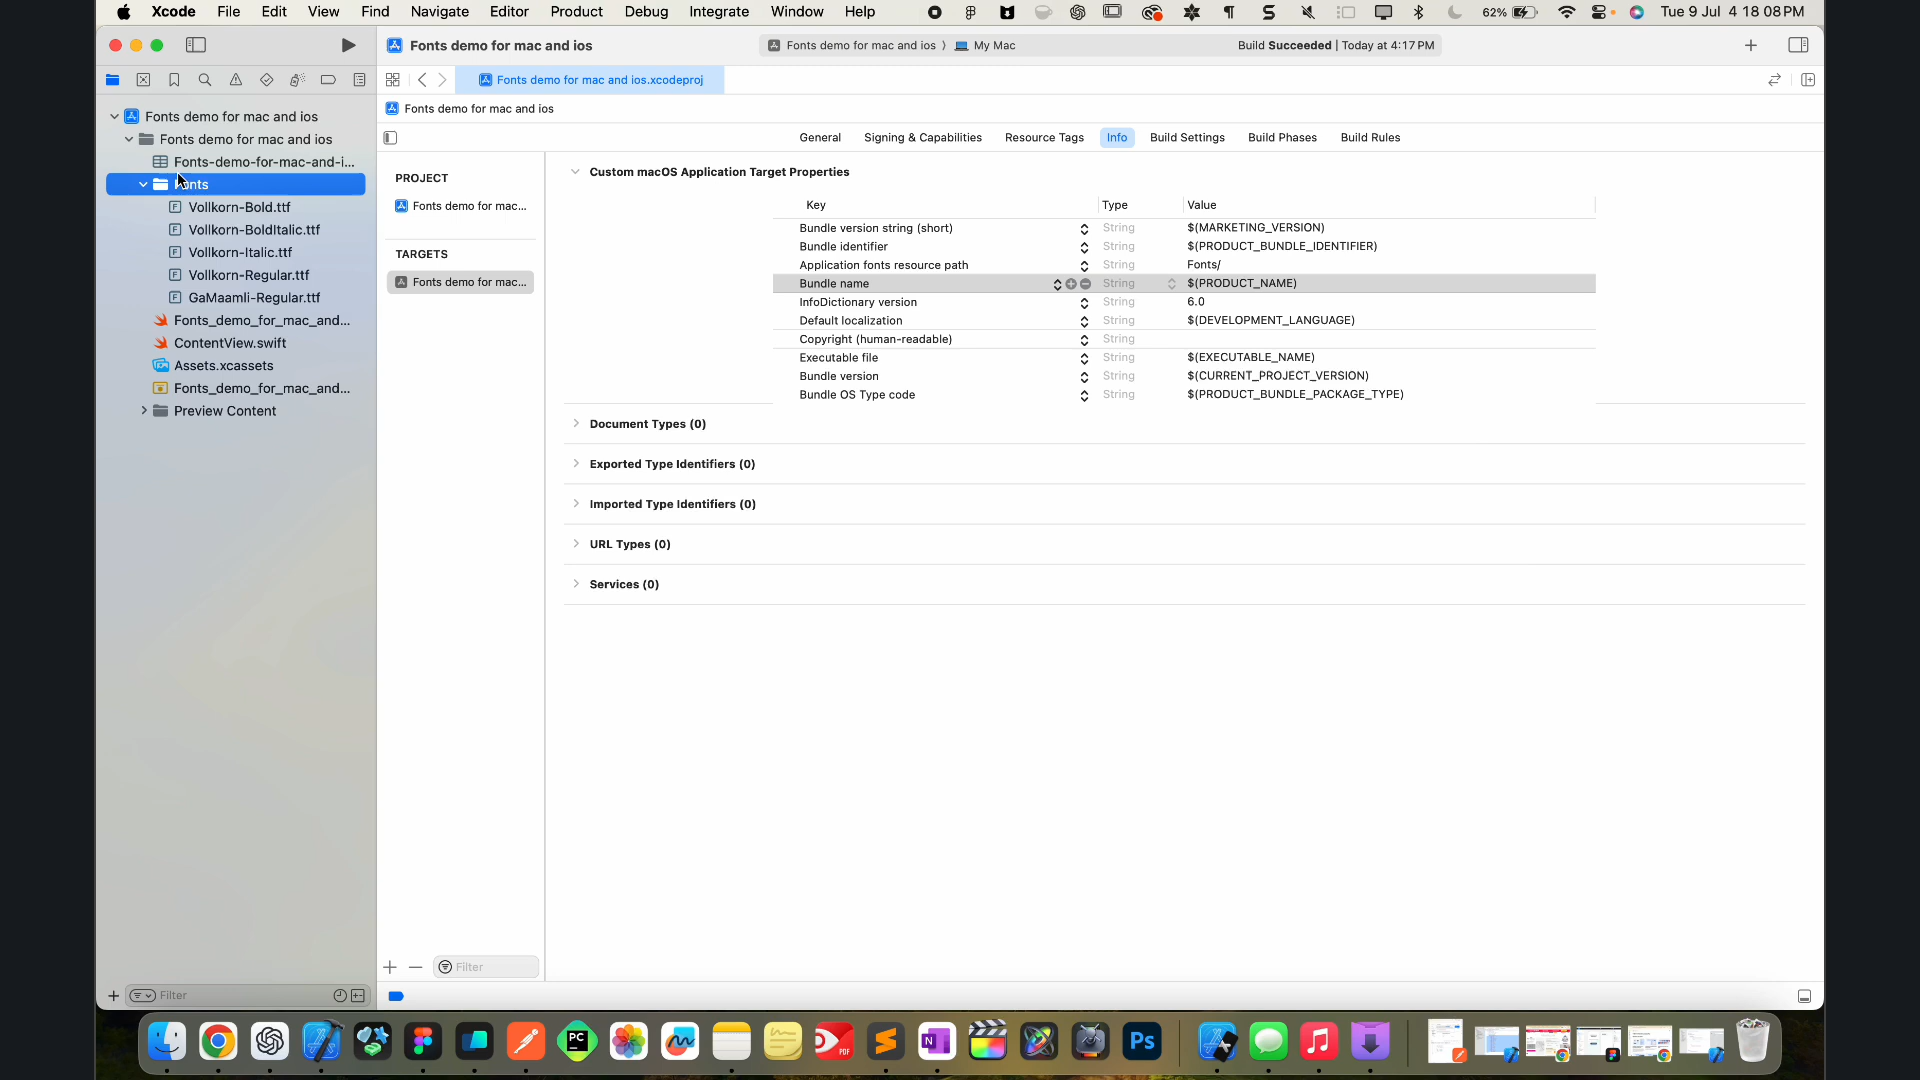 Xcode File Edit View Find Navigate Editor Product Debug Integrate Window Help 62% Tue 9 Jul 4 18 08 PM
Fonts demo for mac and ios Fonts demo for mac and ios My Mac Build Succeeded | Today at 4:17 PM
Fonts demo for mac and ios.xcodeproj
Fonts demo for mac and ios
Fonts demo for mac and ios
Fonts demo for mac and ios
Fonts-demo-for-mac-and-i...
Fonts
Vollkorn-Bold.ttf
Vollkorn-BoldItalic.ttf
Vollkorn-Italic.ttf
Vollkorn-Regular.ttf
GaMaamli-Regular.ttf
Fonts_demo_for_mac_and...
ContentView.swift
Assets.xcassets
Fonts_demo_for_mac_and...
Preview Content
Filter
General Signing & Capabilities Resource Tags Info Build Settings Build Phases Build Rules
PROJECT
Fonts demo for mac...
TARGETS
Fonts demo for mac...
Filter
Custom macOS Application Target Properties
Key Type Value
Bundle version string (short) String $(MARKETING_VERSION)
Bundle identifier String $(PRODUCT_BUNDLE_IDENTIFIER)
Application fonts resource path String Fonts/
Bundle name String $(PRODUCT_NAME)
InfoDictionary version String 6.0
Default localization String $(DEVELOPMENT_LANGUAGE)
Copyright (human-readable) String
Executable file String $(EXECUTABLE_NAME)
Bundle version String $(CURRENT_PROJECT_VERSION)
Bundle OS Type code String $(PRODUCT_BUNDLE_PACKAGE_TYPE)
Document Types (0)
Exported Type Identifiers (0)
Imported Type Identifiers (0)
URL Types (0)
Services (0)
PC PDF N Ps